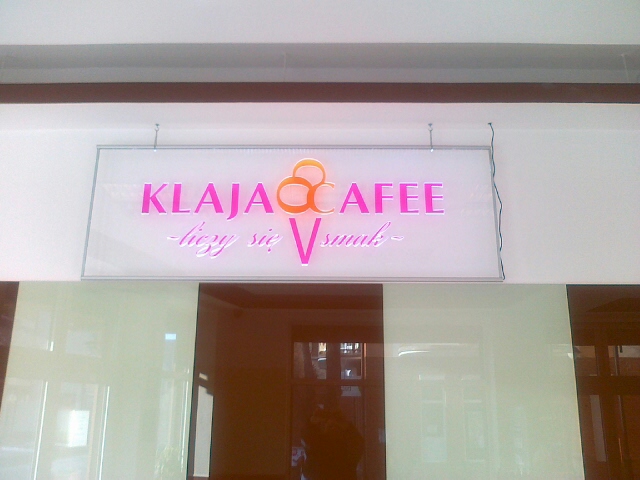 KLAJA CAFEE
-liczy się smak-